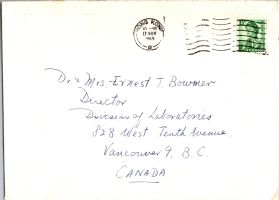 HONG KONG
17 NOV
1965
Dr. & Mrs Ernest J. Bowmer
Director
Division of Laboratories
828 West Tenth Avenue,
Vancouver 9, B.C.
CANADA